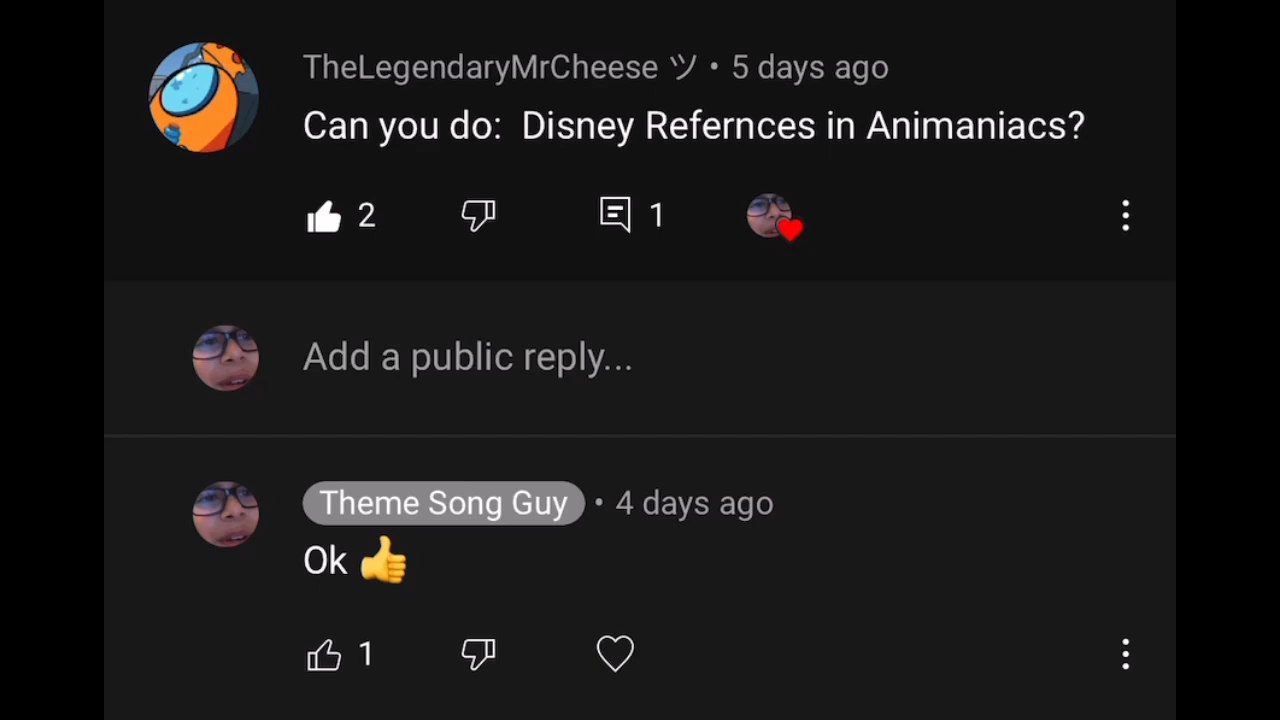 TheLegendaryMrCheese ツ • 5 days ago
Can you do:  Disney Refernces in Animaniacs?
2 1
Add a public reply...
Theme Song Guy • 4 days ago
Ok 👍
1